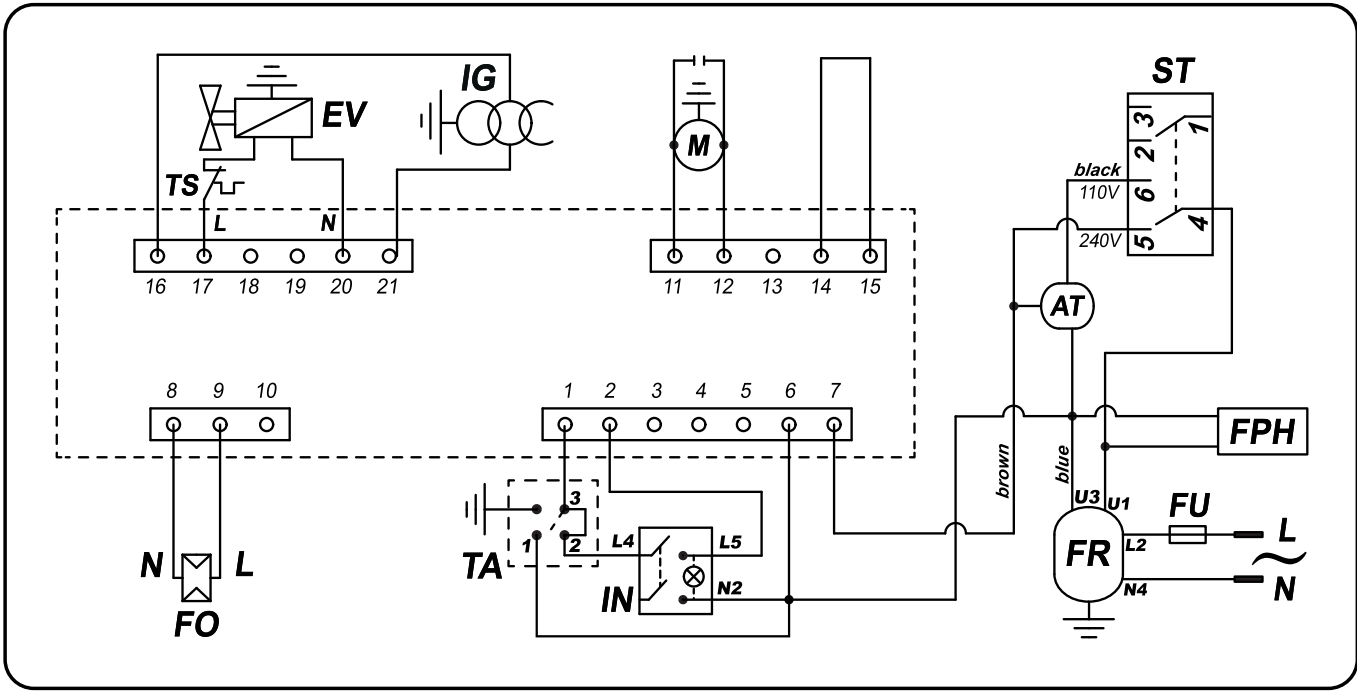 IG
ST
EV
M
3 1
2
black
110V
6
TS
L N
4
240V
5
16 17 18 19 20 21
11 12 13 14 15
AT
8 9 10
1 2 3 4 5 6 7
FPH
brown
blue
U3 U1
3
FU
1 2
L4 L5
L2 L
TA
FR
~
N L
IN N2
N4 N
FO